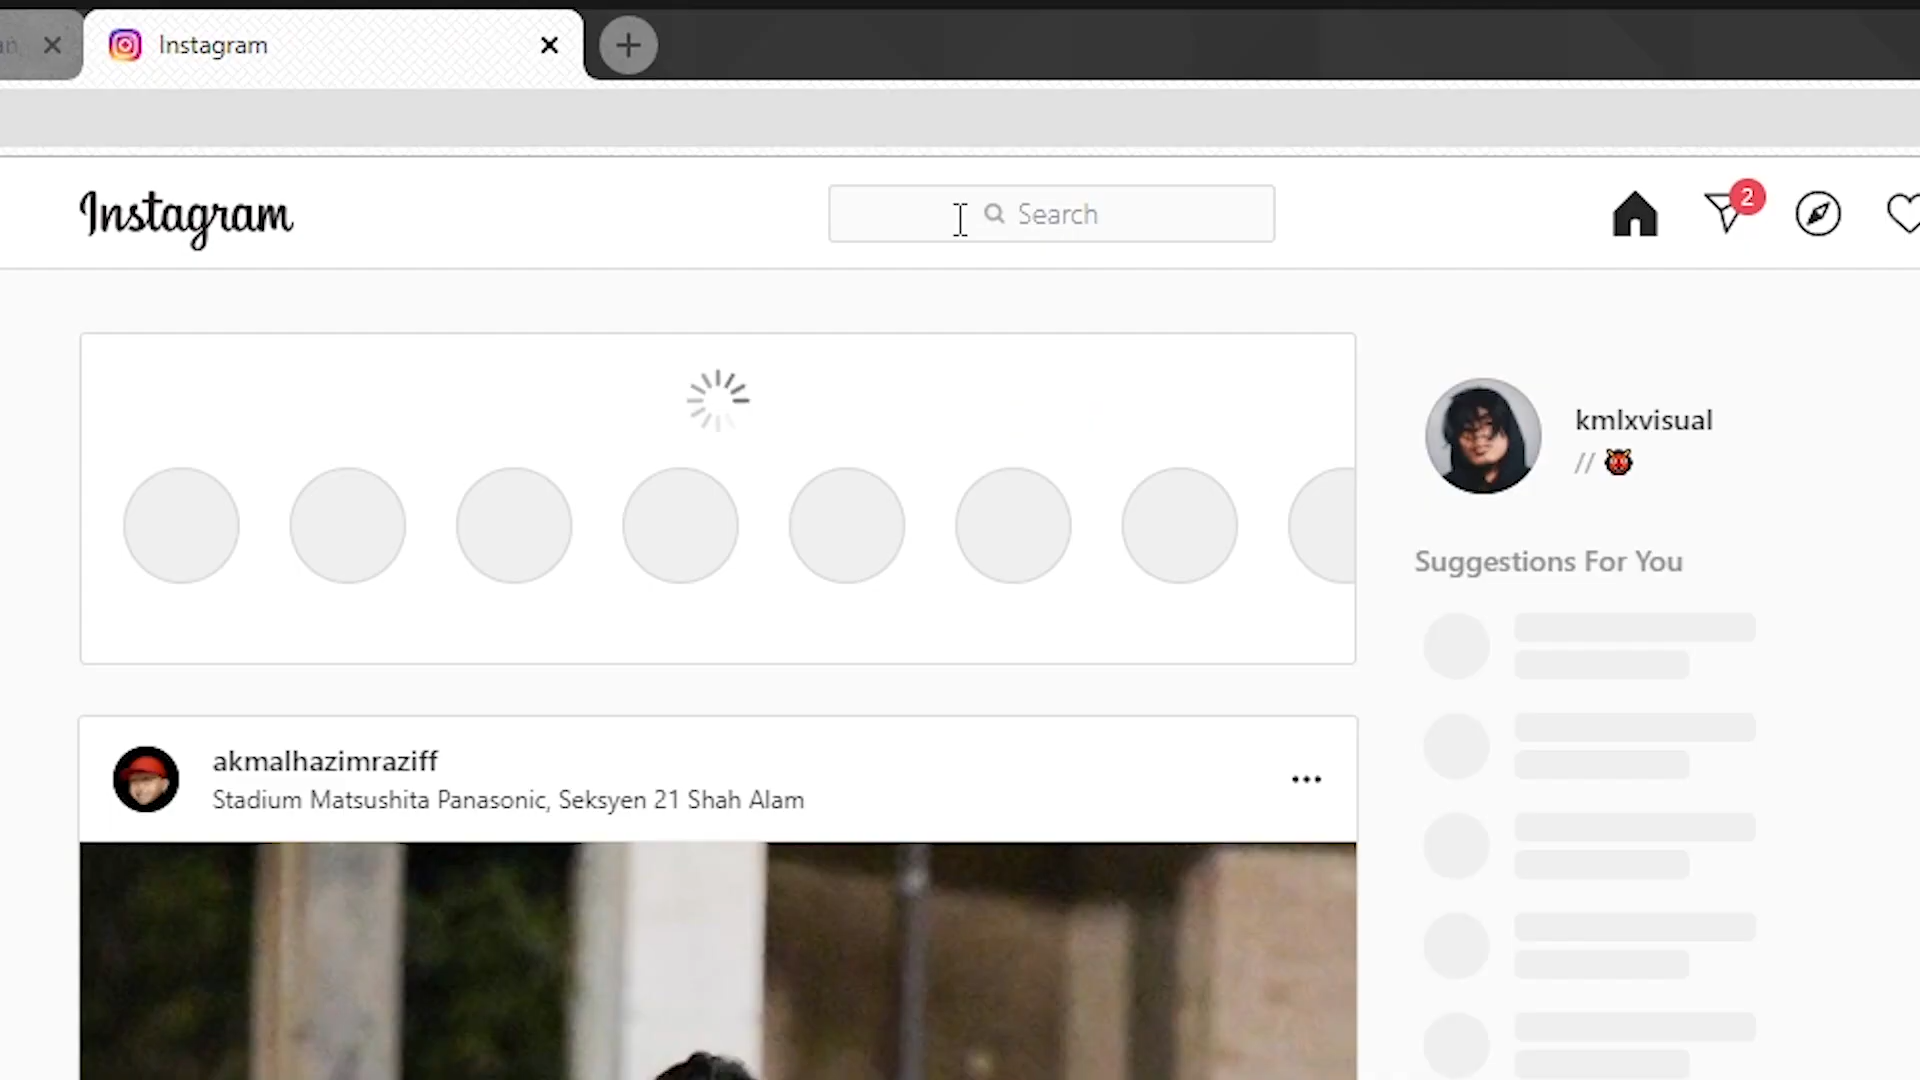 Instagram
Instagram
Search
2
kmlxvisual
//
Suggestions For You
akmalhazimraziff
Stadium Matsushita Panasonic, Seksyen 21 Shah Alam